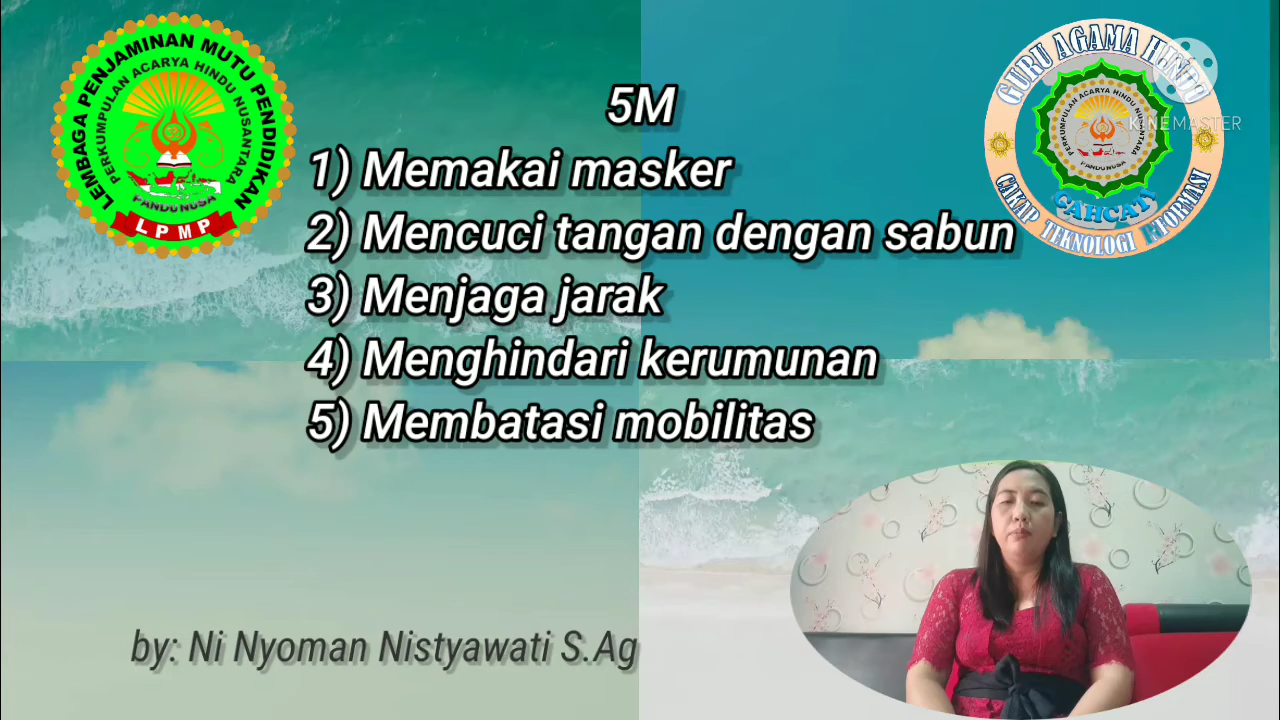 LEMBAGA PENJAMINAN MUTU PENDIDIKAN
PERKUMPULAN ACARYA HINDU NUSANTARA
PANDUNUSA
LPMP
GURU AGAMA HINDU
PERKUMPULAN ACARYA HINDU NUSANTARA
PANDUNUSA
CAKAP TEKNOLOGI
KINEMASTER
5M
1) Memakai masker
2) Mencuci tangan dengan sabun
3) Menjaga jarak
4) Menghindari kerumunan
5) Membatasi mobilitas
by: Ni Nyoman Nistyawati S.Ag